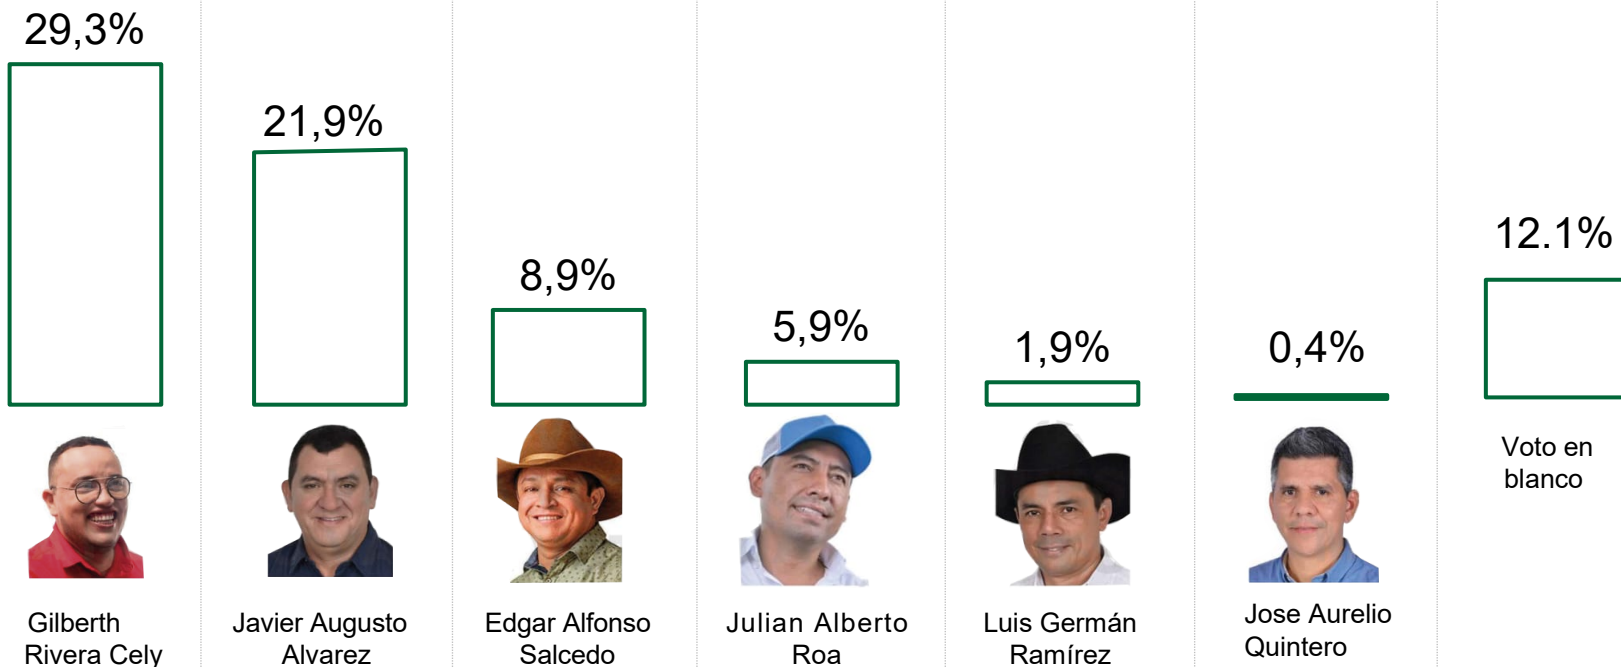 29,3%
21,9%
8,9%
5,9%
1,9%
0,4%
12.1%
Gilberth
Rivera Cely
Javier Augusto
Alvarez
Edgar Alfonso
Salcedo
Julian Alberto
Roa
Luis Germán
Ramírez
Jose Aurelio
Quintero
Voto en
blanco